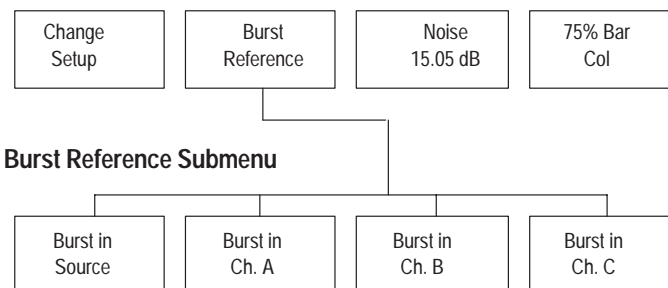 Change
Setup
Burst
Reference
Noise
15.05 dB
75% Bar
Col
Burst Reference Submenu
Burst in
Source
Burst in
Ch. A
Burst in
Ch. B
Burst in
Ch. C